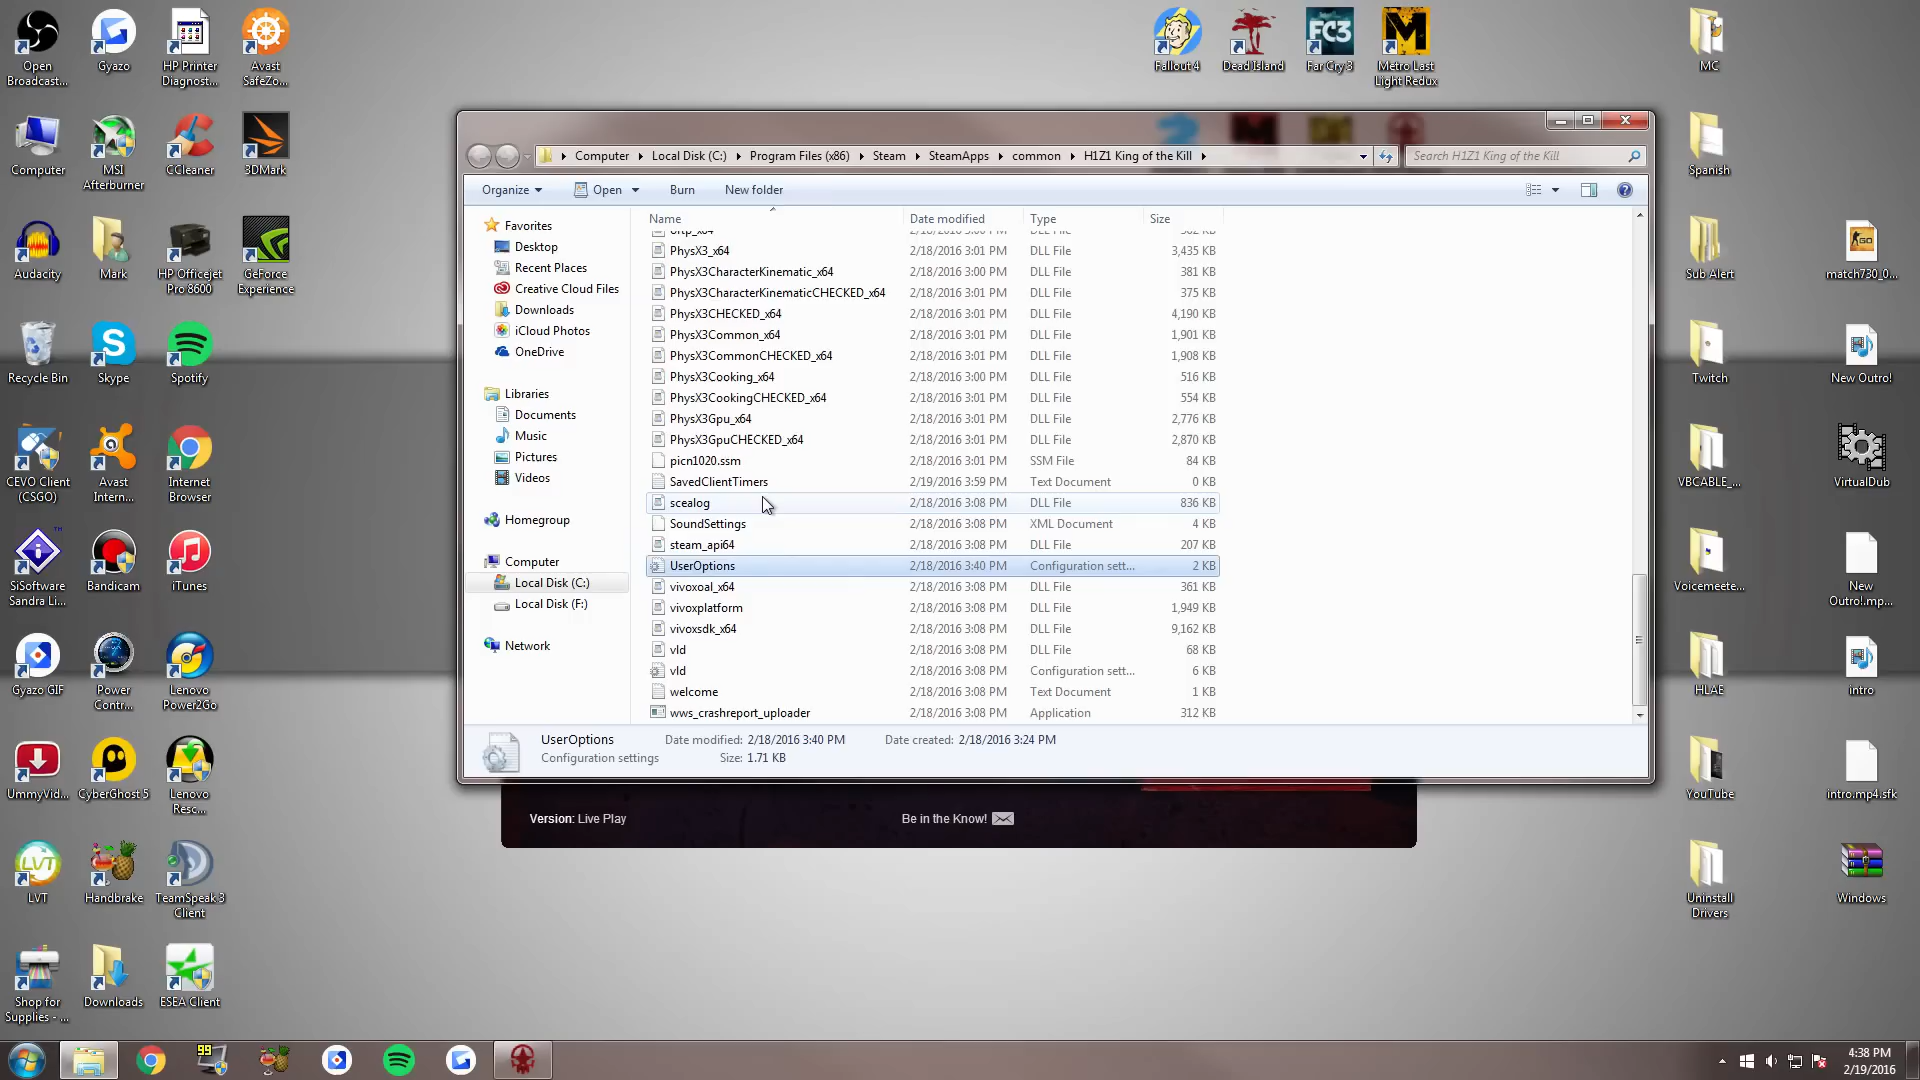 Open
Broadcast...
Gyazo
HP Printer
Diagnost...
Avast
SafeZo...
Fallout 4
Dead Island
Far Cry 3
Metro Last
Light Redux
MC
Computer
MSI
Afterburner
CCleaner
3DMark
Spanish
Audacity
Mark
HP Officejet
Pro 8600
GeForce
Experience
Sub Alert
match730_0...
Recycle Bin
Skype
Spotify
Twitch
New Outro!
CEVO Client
(CSGO)
Avast
Intern...
Internet
Browser
VBCABLE_...
VirtualDub
SiSoftware
Sandra Li...
Bandicam
iTunes
Voicemeete...
New
Outro!.mp...
Gyazo GIF
Power
Contr...
Lenovo
Power2Go
HLAE
intro
UmmyVid...
CyberGhost 5
Lenovo
Resc...
YouTube
intro.mp4.sfk
LVT
Handbrake
TeamSpeak 3
Client
Uninstall
Drivers
Windows
Shop for
Supplies - ...
Downloads
ESEA Client
Computer Local Disk (C:) Program Files (x86) Steam SteamApps common H1Z1 King of the Kill
Search H1Z1 King of the Kill
Organize Open Burn New folder
Favorites
Desktop
Recent Places
Creative Cloud Files
Downloads
iCloud Photos
OneDrive
Libraries
Documents
Music
Pictures
Videos
Homegroup
Computer
Local Disk (C:)
Local Disk (F:)
Network
Name Date modified Type Size
PhysX3_x64 2/18/2016 3:01 PM DLL File 3,435 KB
PhysX3CharacterKinematic_x64 2/18/2016 3:00 PM DLL File 381 KB
PhysX3CharacterKinematicCHECKED_x64 2/18/2016 3:01 PM DLL File 375 KB
PhysX3CHECKED_x64 2/18/2016 3:01 PM DLL File 4,190 KB
PhysX3Common_x64 2/18/2016 3:01 PM DLL File 1,901 KB
PhysX3CommonCHECKED_x64 2/18/2016 3:01 PM DLL File 1,908 KB
PhysX3Cooking_x64 2/18/2016 3:00 PM DLL File 516 KB
PhysX3CookingCHECKED_x64 2/18/2016 3:01 PM DLL File 554 KB
PhysX3Gpu_x64 2/18/2016 3:01 PM DLL File 2,776 KB
PhysX3GpuCHECKED_x64 2/18/2016 3:01 PM DLL File 2,870 KB
picn1020.ssm 2/18/2016 3:01 PM SSM File 84 KB
SavedClientTimers 2/19/2016 3:59 PM Text Document 0 KB
scealog 2/18/2016 3:08 PM DLL File 836 KB
SoundSettings 2/18/2016 3:08 PM XML Document 4 KB
steam_api64 2/18/2016 3:08 PM DLL File 207 KB
UserOptions 2/18/2016 3:40 PM Configuration sett... 2 KB
vivoxoal_x64 2/18/2016 3:08 PM DLL File 361 KB
vivoxplatform 2/18/2016 3:08 PM DLL File 1,949 KB
vivoxsdk_x64 2/18/2016 3:08 PM DLL File 9,162 KB
vld 2/18/2016 3:08 PM DLL File 68 KB
vld 2/18/2016 3:08 PM Configuration sett... 6 KB
welcome 2/18/2016 3:08 PM Text Document 1 KB
wws_crashreport_uploader 2/18/2016 3:08 PM Application 312 KB
UserOptions Date modified: 2/18/2016 3:40 PM Date created: 2/18/2016 3:24 PM
Configuration settings Size: 1.71 KB
Version: Live Play Be in the Know!
99
4:38 PM
2/19/2016